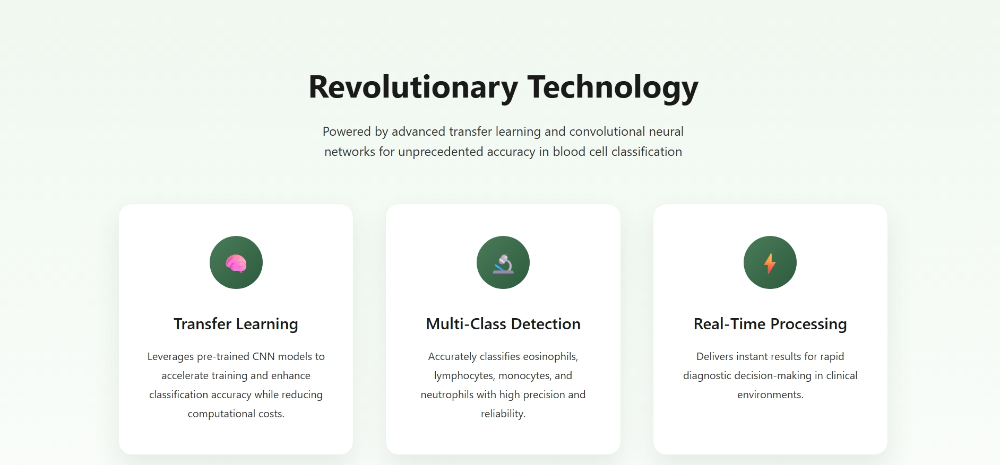 Revolutionary Technology
Powered by advanced transfer learning and convolutional neural
networks for unprecedented accuracy in blood cell classification
Transfer Learning
Leverages pre-trained CNN models to
accelerate training and enhance
classification accuracy while reducing
computational costs.
Multi-Class Detection
Accurately classifies eosinophils,
lymphocytes, monocytes, and
neutrophils with high precision and
reliability.
Real-Time Processing
Delivers instant results for rapid
diagnostic decision-making in clinical
environments.